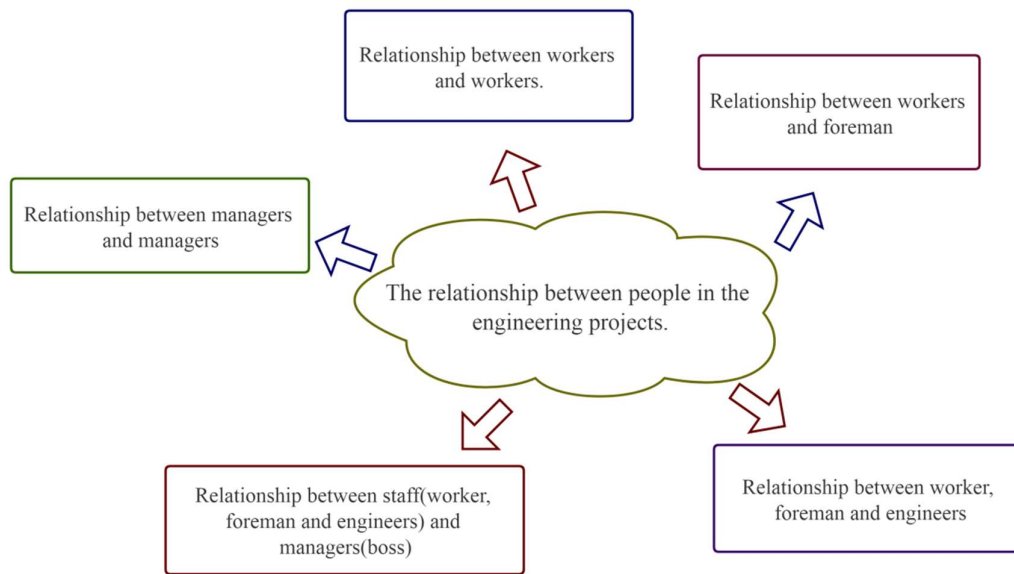 Relationship between workers
and workers.
Relationship between workers
and foreman
Relationship between managers
and managers
The relationship between people in the
engineering projects.
Relationship between staff(worker,
foreman and engineers) and
managers(boss)
Relationship between worker,
foreman and engineers